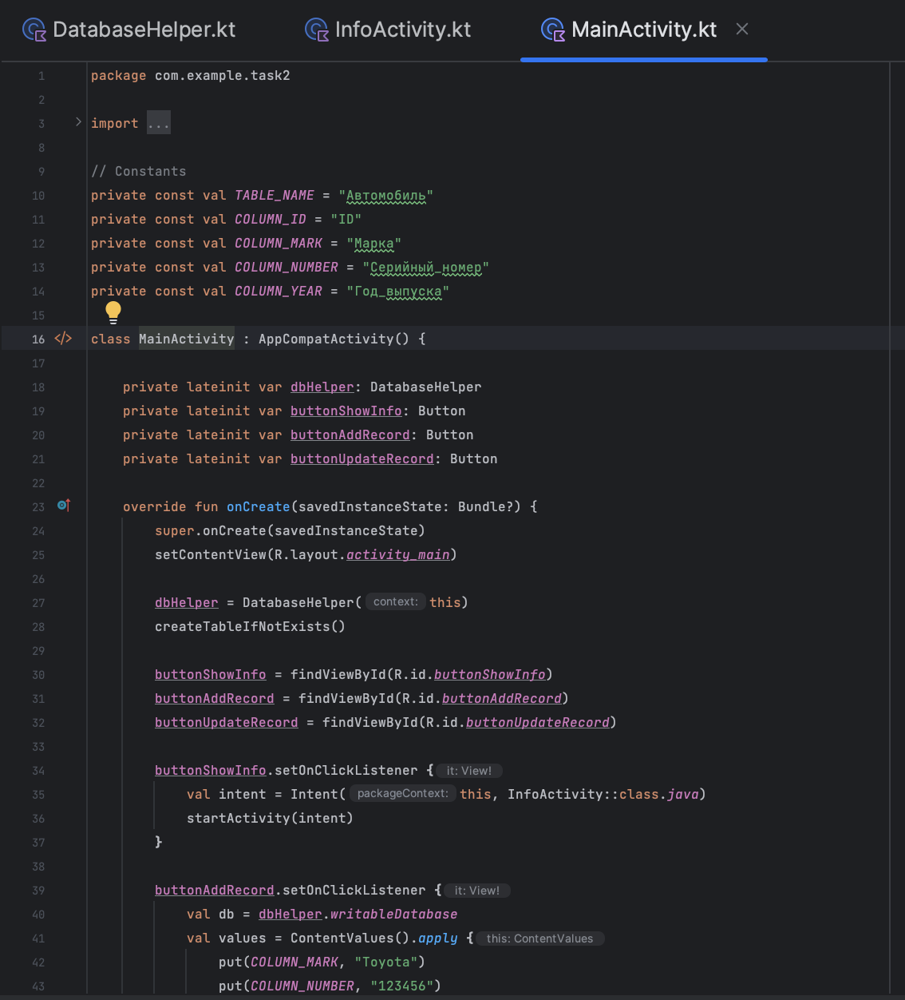 DatabaseHelper.kt InfoActivity.kt MainActivity.kt
1 package com.example.task2
2
3 import ...
8
9 // Constants
10 private const val TABLE_NAME = "Автомобиль"
11 private const val COLUMN_ID = "ID"
12 private const val COLUMN_MARK = "Марка"
13 private const val COLUMN_NUMBER = "Серийный_номер"
14 private const val COLUMN_YEAR = "Год_выпуска"
15
16 </> class MainActivity : AppCompatActivity() {
17
18 private lateinit var dbHelper: DatabaseHelper
19 private lateinit var buttonShowInfo: Button
20 private lateinit var buttonAddRecord: Button
21 private lateinit var buttonUpdateRecord: Button
22
23 override fun onCreate(savedInstanceState: Bundle?) {
24 super.onCreate(savedInstanceState)
25 setContentView(R.layout.activity_main)
26
27 dbHelper = DatabaseHelper( context: this)
28 createTableIfNotExists()
29
30 buttonShowInfo = findViewById(R.id.buttonShowInfo)
31 buttonAddRecord = findViewById(R.id.buttonAddRecord)
32 buttonUpdateRecord = findViewById(R.id.buttonUpdateRecord)
33
34 buttonShowInfo.setOnClickListener { it: View!
35 val intent = Intent( packageContext: this, InfoActivity::class.java)
36 startActivity(intent)
37 }
38
39 buttonAddRecord.setOnClickListener { it: View!
40 val db = dbHelper.writableDatabase
41 val values = ContentValues().apply { this: ContentValues
42 put(COLUMN_MARK, "Toyota")
43 put(COLUMN_NUMBER, "123456")